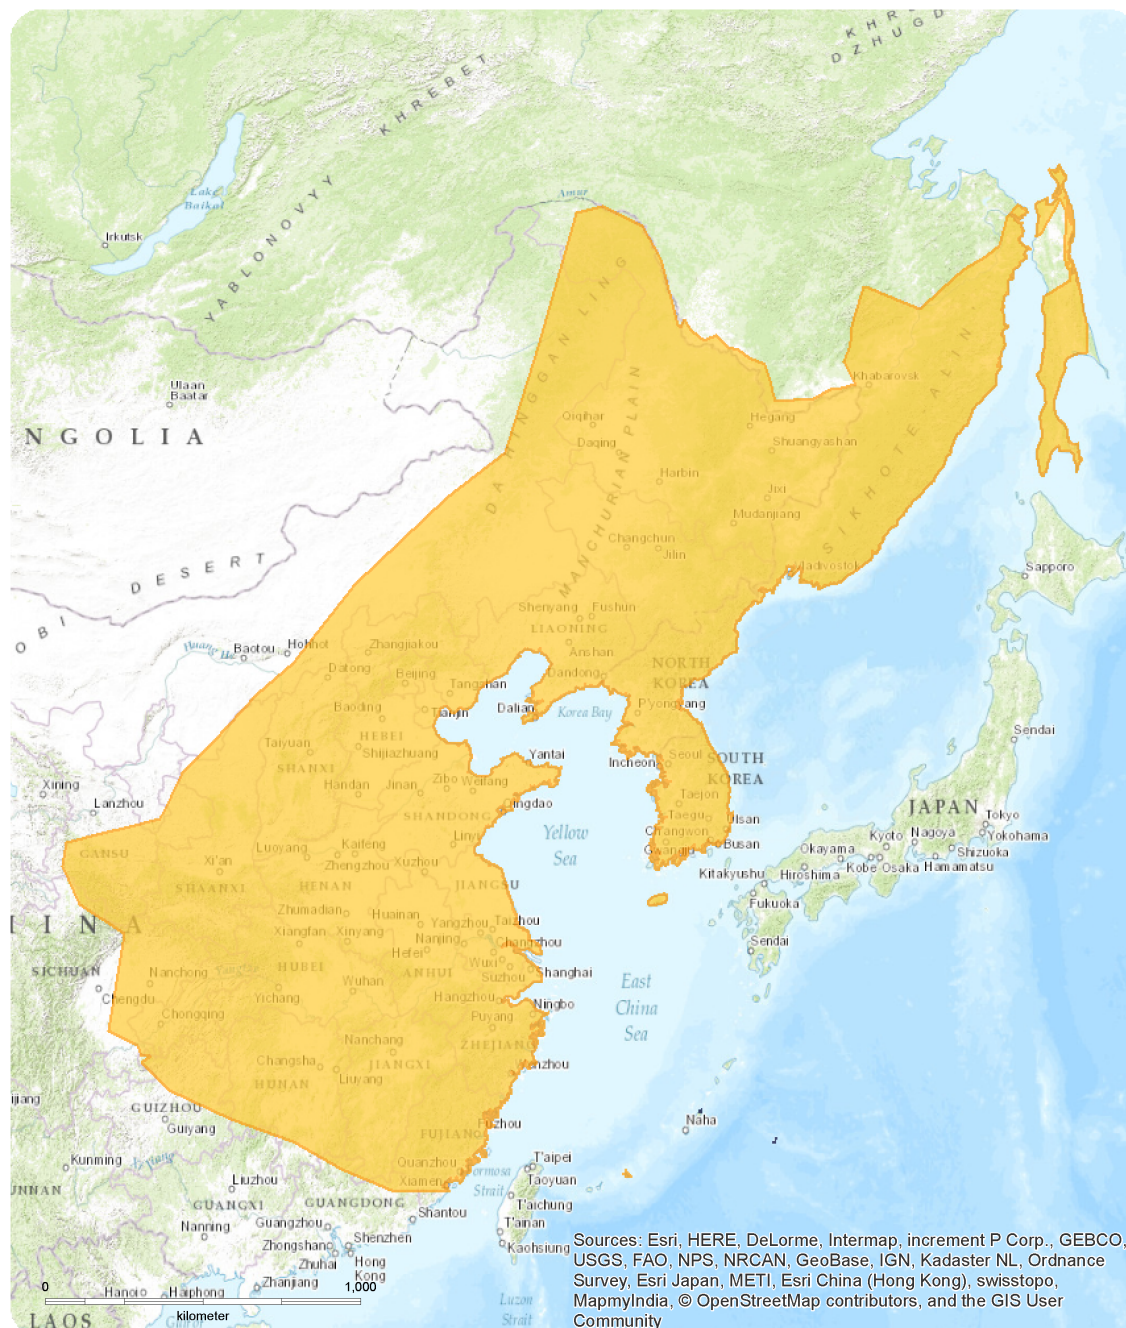 KHRE
DZHUGD
KHREBET
Lake
Baikal
Amur
Irkutsk
YABLONOVYY
DA HINGGAN LING
Khabarovsk
Ulaan
Baatar
NGOLIA
Qiqihar
Hegang
Daqing
Shuangyashan
MANCHURIAN PLAIN
SIKHOTE-ALIN
Harbin
Jixi
Mudanjiang
Changchun
Jilin
DESERT
Vladivostok
Sapporo
OBI
Shenyang
Fushun
LIAONING
Huang He
Baotou
Hohhot
Zhangjiakou
Anshan
Datong
Beijing
Dandong
NORTH
KOREA
Tangshan
Baoding
Tianjin
Dalian
Korea Bay
P'yongyang
Sendai
Taiyuan
HEBEI
Shijiazhuang
Yantai
Seoul
SOUTH
KOREA
SHANXI
Incheon
Xining
Handan
Jinan
Zibo
Weifang
Taejon
Lanzhou
Qingdao
JAPAN
SHANDONG
Taegu
Ulsan
Tokyo
Yellow
Sea
Changwon
Kyoto
Nagoya
Yokohama
Linyi
Luoyang
Kaifeng
Gwangju
Busan
Okayama
Shizuoka
GANSU
Xi'an
Zhengzhou
Xuzhou
Kitakyushu
Hiroshima
Kobe
Osaka
Hamamatsu
SHAANXI
HENAN
JIANGSU
Fukuoka
Zhumadian
Huainan
Yangzhou
Taizhou
INA
Xiangfan
Xinyang
Nanjing
Changzhou
Sendai
Hefei
SICHUAN
Nanchong
Yangtze
HUBEI
ANHUI
Wuxi
Suzhou
Shanghai
East
China
Sea
Chengdu
Yichang
Wuhan
Hangzhou
Ningbo
Chongqing
Puyang
Nanchang
ZHEJIANG
Changsha
JIANGXI
Wenzhou
Liuyang
HUNAN
ijiang
GUIZHOU
Guiyang
Fuzhou
Naha
FUJIAN
Kunming
Quanzhou
T'aipei
Formosa
Strait
Taoyuan
Liuzhou
Xiamen
UNNAN
GUANGXI
GUANGDONG
T'aichung
Nanning
Guangzhou
Shantou
T'ainan
Zhongshan
Shenzhen
Kaohsiung
Zhuhai
Hong
Kong
Zhanjiang
Hanoi
Haiphong
LAOS
Luzon
Strait
0
1,000
kilometer
Sources: Esri, HERE, DeLorme, Intermap, increment P Corp., GEBCO,
USGS, FAO, NPS, NRCAN, GeoBase, IGN, Kadaster NL, Ordnance
Survey, Esri Japan, METI, Esri China (Hong Kong), swisstopo,
MapmyIndia, © OpenStreetMap contributors, and the GIS User
Community